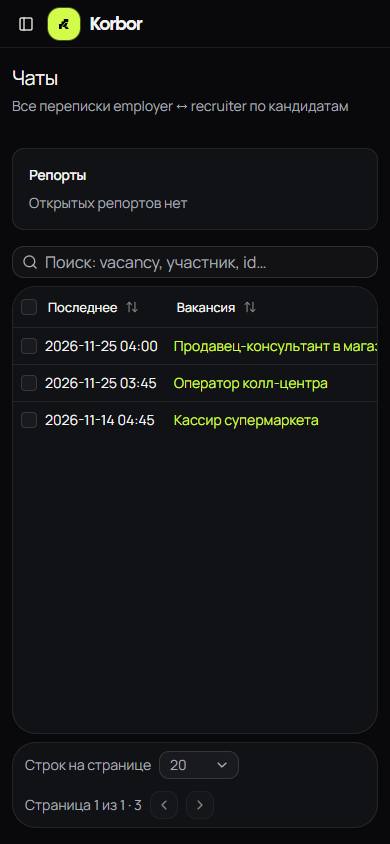 Korbor
Чаты
Все переписки employer ↔ recruiter по кандидатам
Репорты
Открытых репортов нет
Поиск: vacancy, участник, id...
Последнее Вакансия
2026-11-25 04:00 Продавец-консультант в мага
2026-11-25 03:45 Оператор колл-центра
2026-11-14 04:45 Кассир супермаркета
Строк на странице 20
Страница 1 из 1 · 3